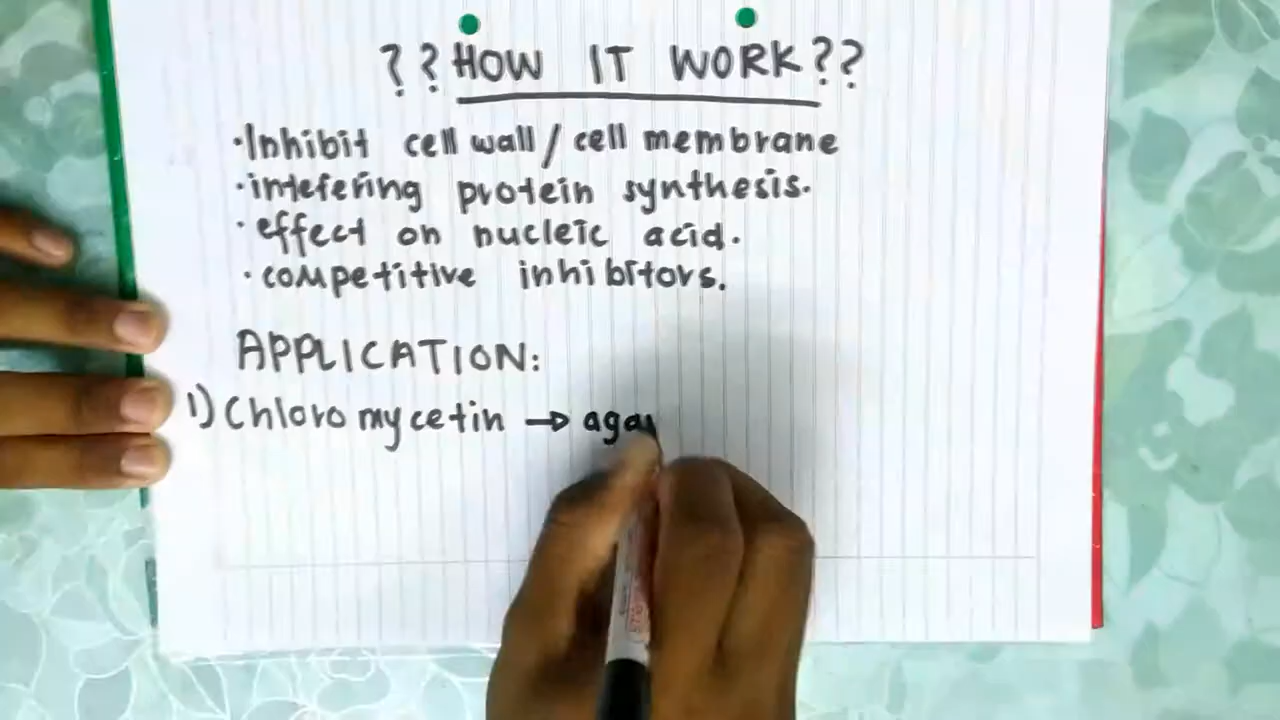 ??HOW IT WORK??
·Inhibit cell wall/cell membrane
·intefering protein synthesis.
·effect on nucleic acid.
·competitive inhibitors.
APPLICATION:
1) Chloromycetin → aga